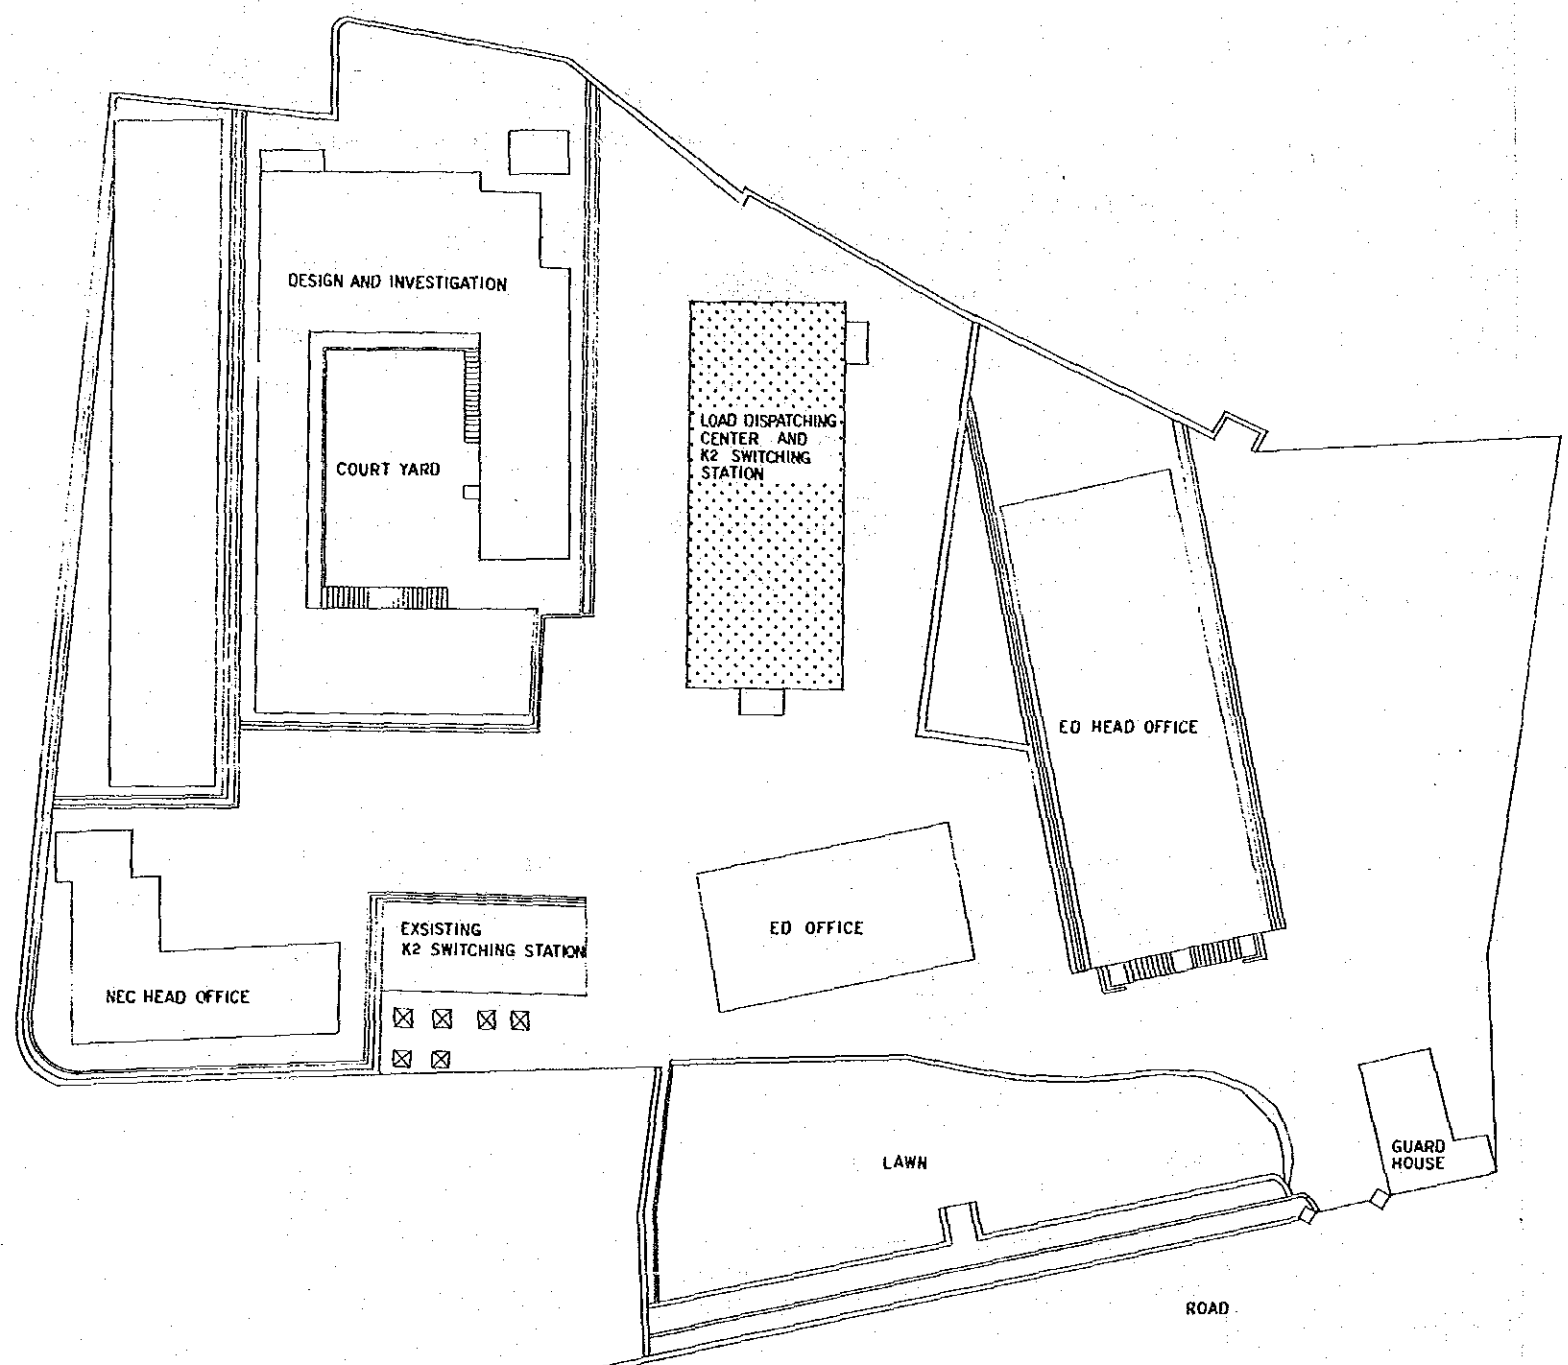 DESIGN AND INVESTIGATION
LOAD DISPATCHING
CENTER AND
K2 SWITCHING
STATION
COURT YARD
ED HEAD OFFICE
EXSISTING
K2 SWITCHING STATION
ED OFFICE
NEC HEAD OFFICE
LAWN
GUARD
HOUSE
ROAD